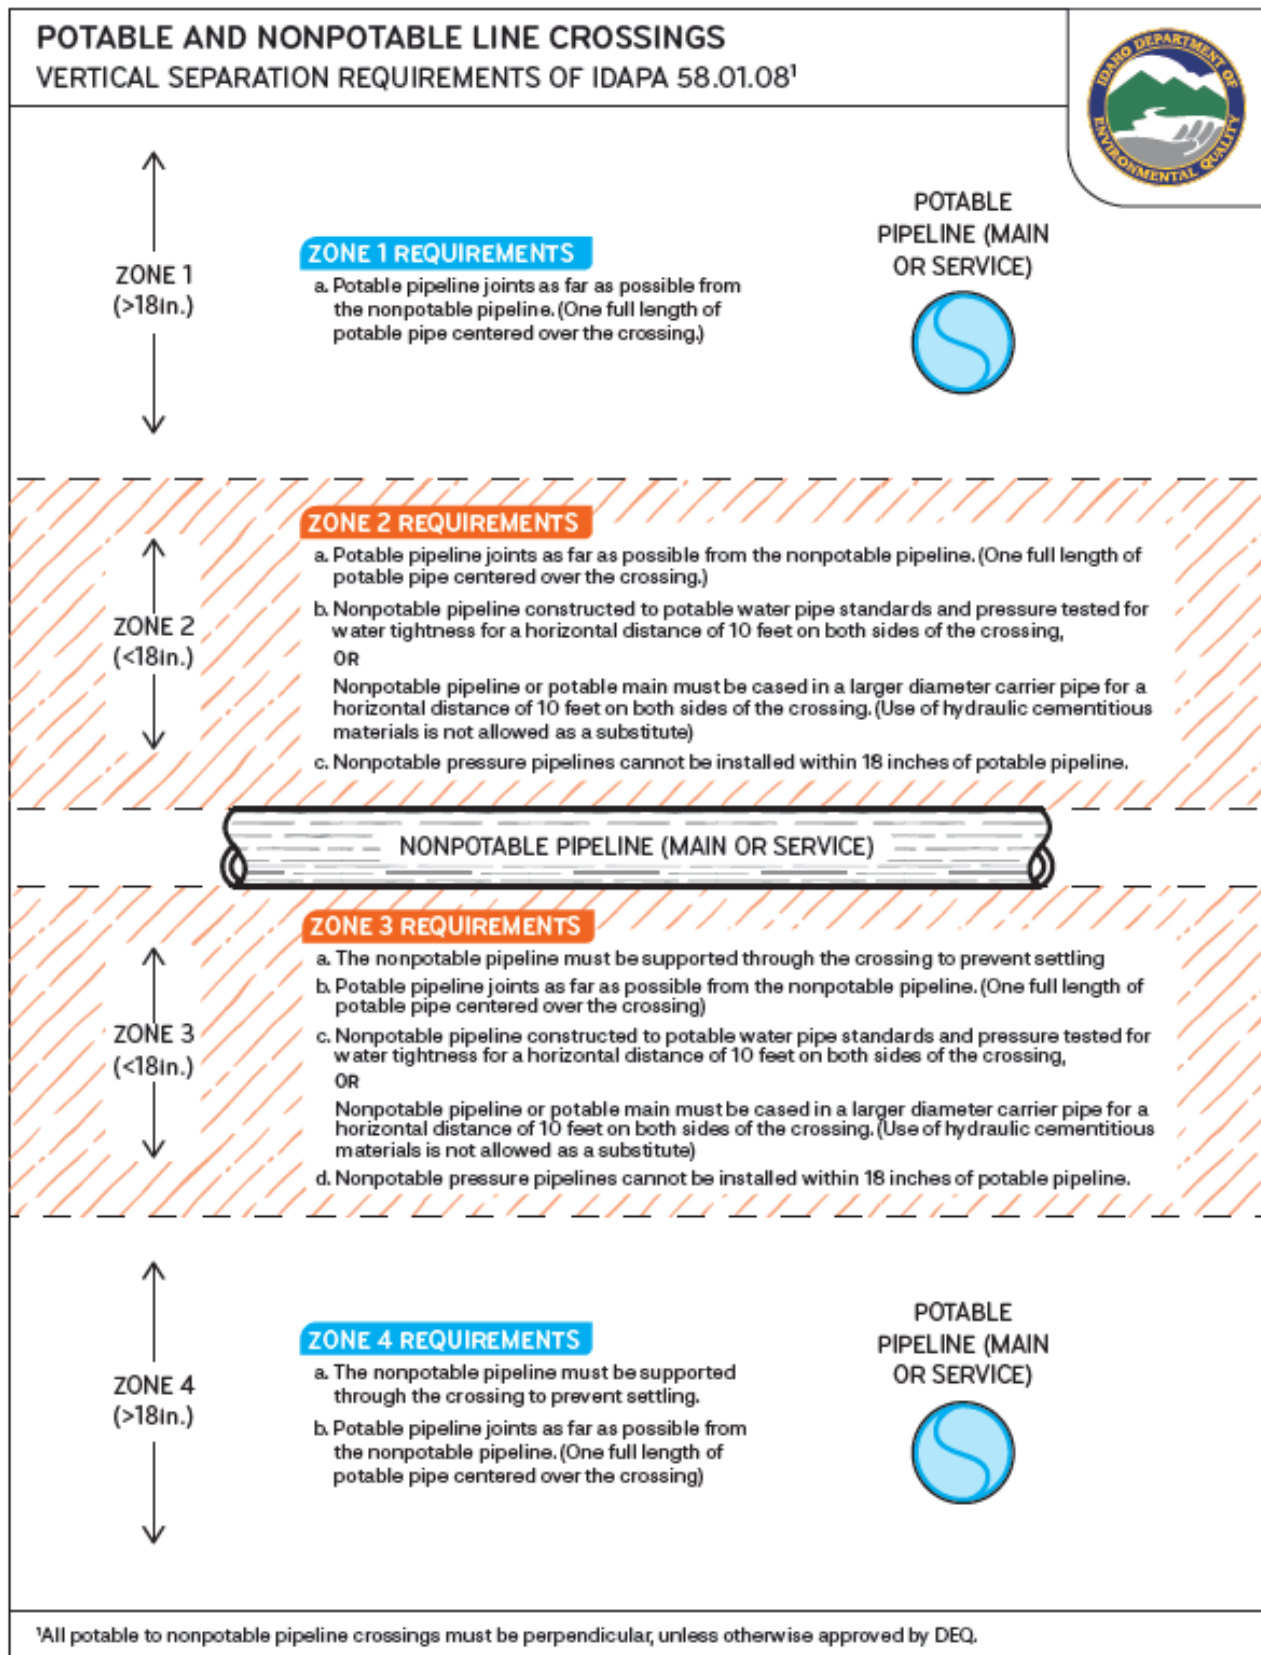 POTABLE AND NONPOTABLE LINE CROSSINGS
VERTICAL SEPARATION REQUIREMENTS OF IDAPA 58.01.08¹
IDAHO DEPARTMENT OF
ENVIRONMENTAL QUALITY
ZONE 1
(>18in.)
ZONE 1 REQUIREMENTS
a. Potable pipeline joints as far as possible from
the nonpotable pipeline. (One full length of
potable pipe centered over the crossing.)
POTABLE
PIPELINE (MAIN
OR SERVICE)
ZONE 2
(<18in.)
ZONE 2 REQUIREMENTS
a. Potable pipeline joints as far as possible from the nonpotable pipeline. (One full length of
potable pipe centered over the crossing.)
b. Nonpotable pipeline constructed to potable water pipe standards and pressure tested for
water tightness for a horizontal distance of 10 feet on both sides of the crossing,
OR
Nonpotable pipeline or potable main must be cased in a larger diameter carrier pipe for a
horizontal distance of 10 feet on both sides of the crossing. (Use of hydraulic cementitious
materials is not allowed as a substitute)
c. Nonpotable pressure pipelines cannot be installed within 18 inches of potable pipeline.
NONPOTABLE PIPELINE (MAIN OR SERVICE)
ZONE 3
(<18in.)
ZONE 3 REQUIREMENTS
a. The nonpotable pipeline must be supported through the crossing to prevent settling
b. Potable pipeline joints as far as possible from the nonpotable pipeline. (One full length of
potable pipe centered over the crossing)
c. Nonpotable pipeline constructed to potable water pipe standards and pressure tested for
water tightness for a horizontal distance of 10 feet on both sides of the crossing,
OR
Nonpotable pipeline or potable main must be cased in a larger diameter carrier pipe for a
horizontal distance of 10 feet on both sides of the crossing. (Use of hydraulic cementitious
materials is not allowed as a substitute)
d. Nonpotable pressure pipelines cannot be installed within 18 inches of potable pipeline.
ZONE 4
(>18in.)
ZONE 4 REQUIREMENTS
a. The nonpotable pipeline must be supported
through the crossing to prevent settling.
b. Potable pipeline joints as far as possible from
the nonpotable pipeline. (One full length of
potable pipe centered over the crossing)
POTABLE
PIPELINE (MAIN
OR SERVICE)
¹All potable to nonpotable pipeline crossings must be perpendicular, unless otherwise approved by DEQ.